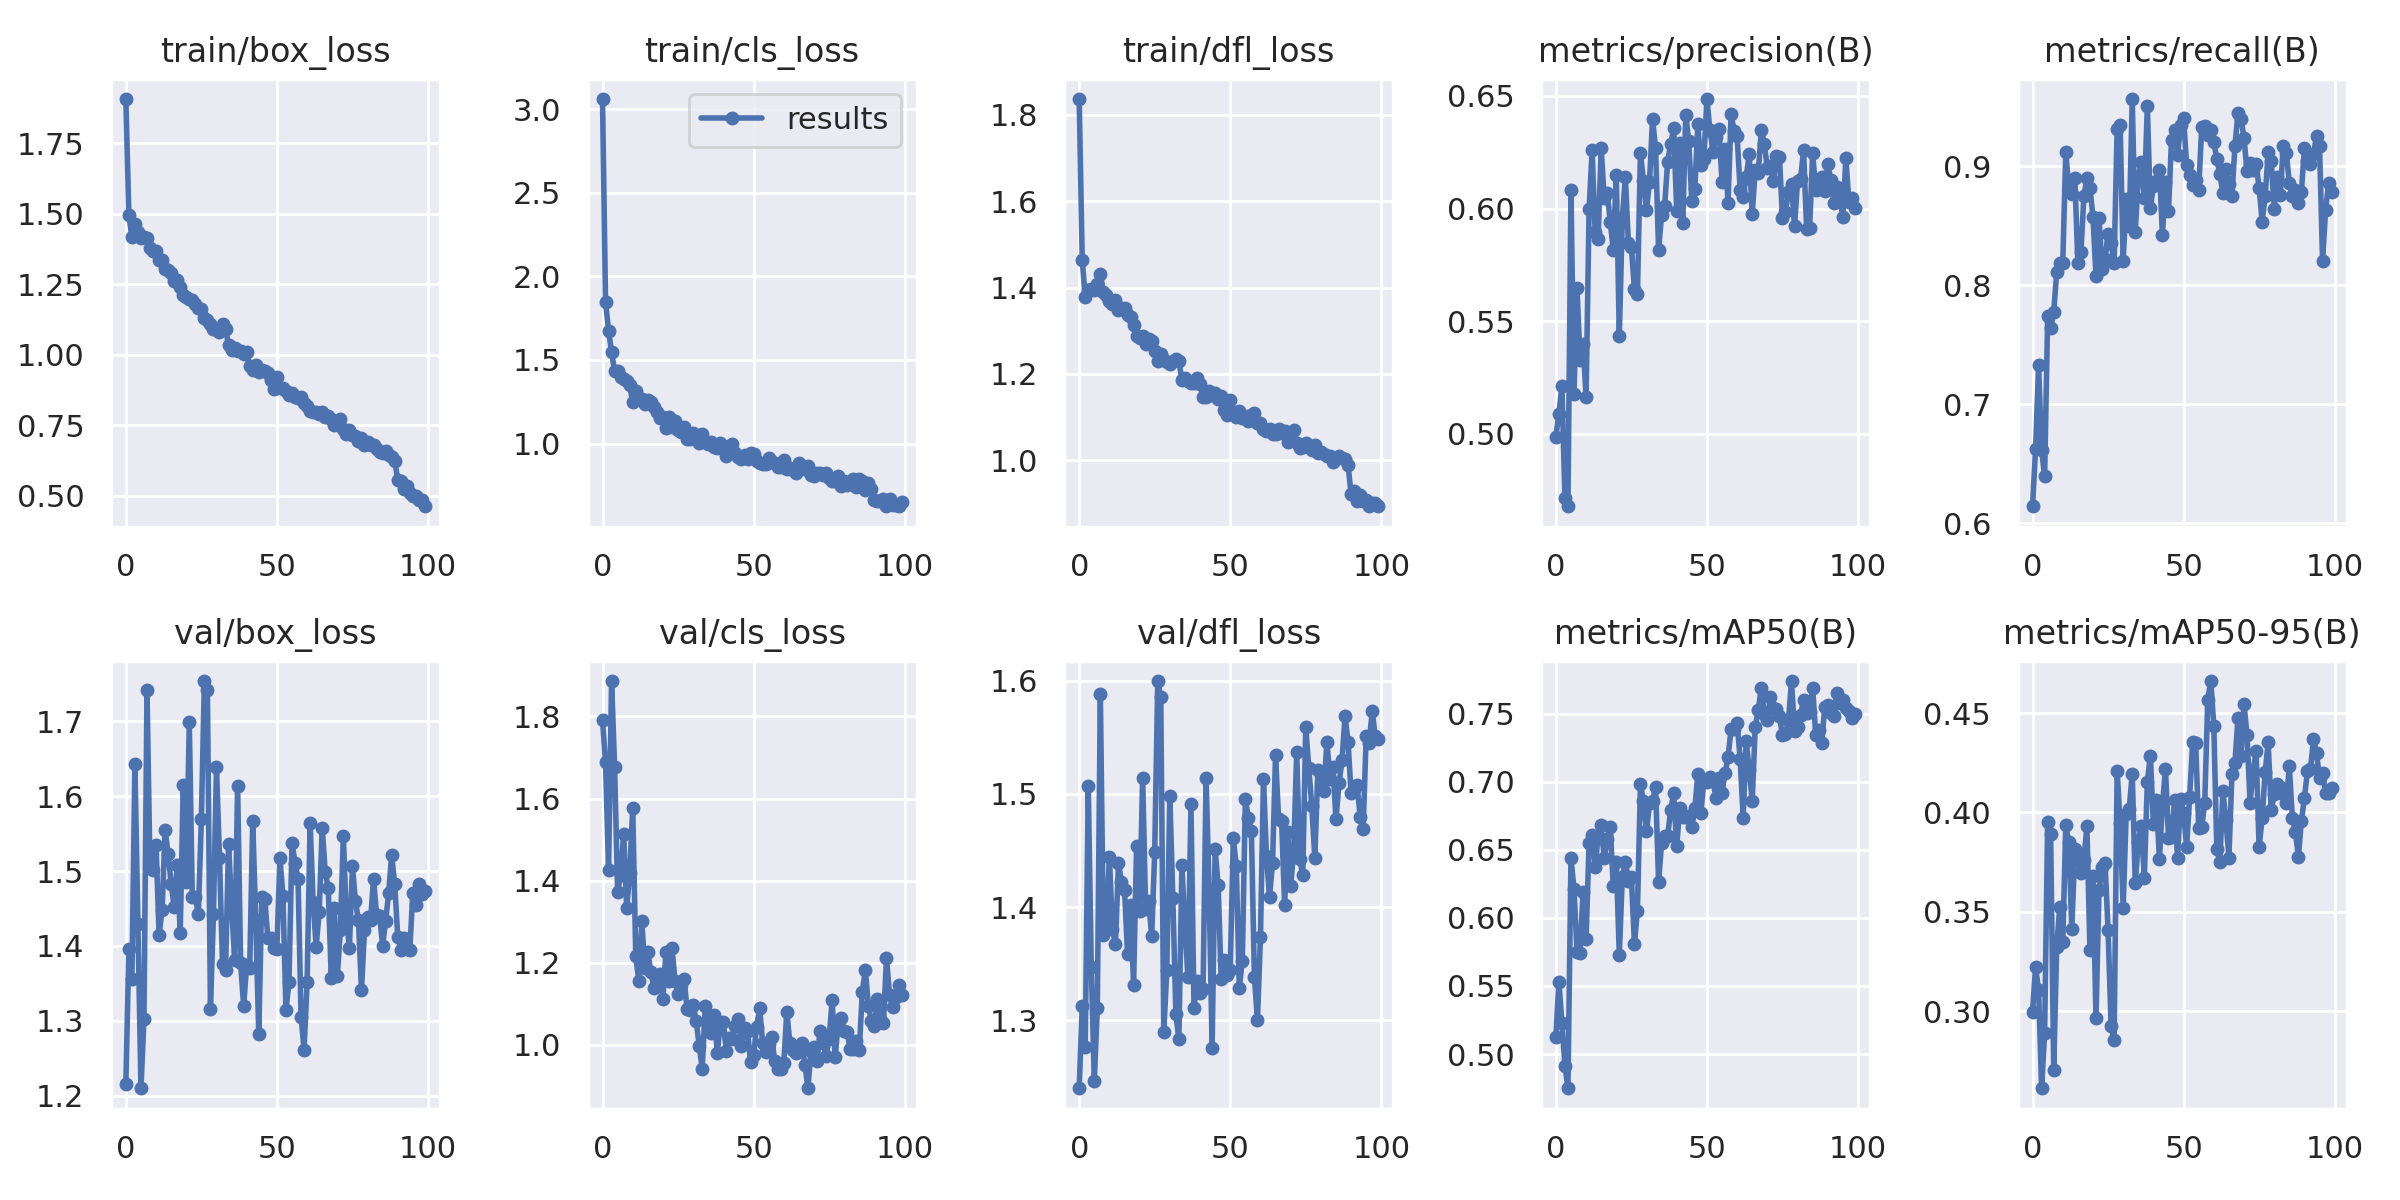 train/box_loss
train/cls_loss
train/dfl_loss
metrics/precision(B)
metrics/recall(B)
1.75
1.50
1.25
1.00
0.75
0.50
0 50 100
results
3.0
2.5
2.0
1.5
1.0
0 50 100
1.8
1.6
1.4
1.2
1.0
0 50 100
0.65
0.60
0.55
0.50
0 50 100
0.9
0.8
0.7
0.6
0 50 100
val/box_loss
val/cls_loss
val/dfl_loss
metrics/mAP50(B)
metrics/mAP50-95(B)
1.7
1.6
1.5
1.4
1.3
1.2
0 50 100
1.8
1.6
1.4
1.2
1.0
0 50 100
1.6
1.5
1.4
1.3
0 50 100
0.75
0.70
0.65
0.60
0.55
0.50
0 50 100
0.45
0.40
0.35
0.30
0 50 100